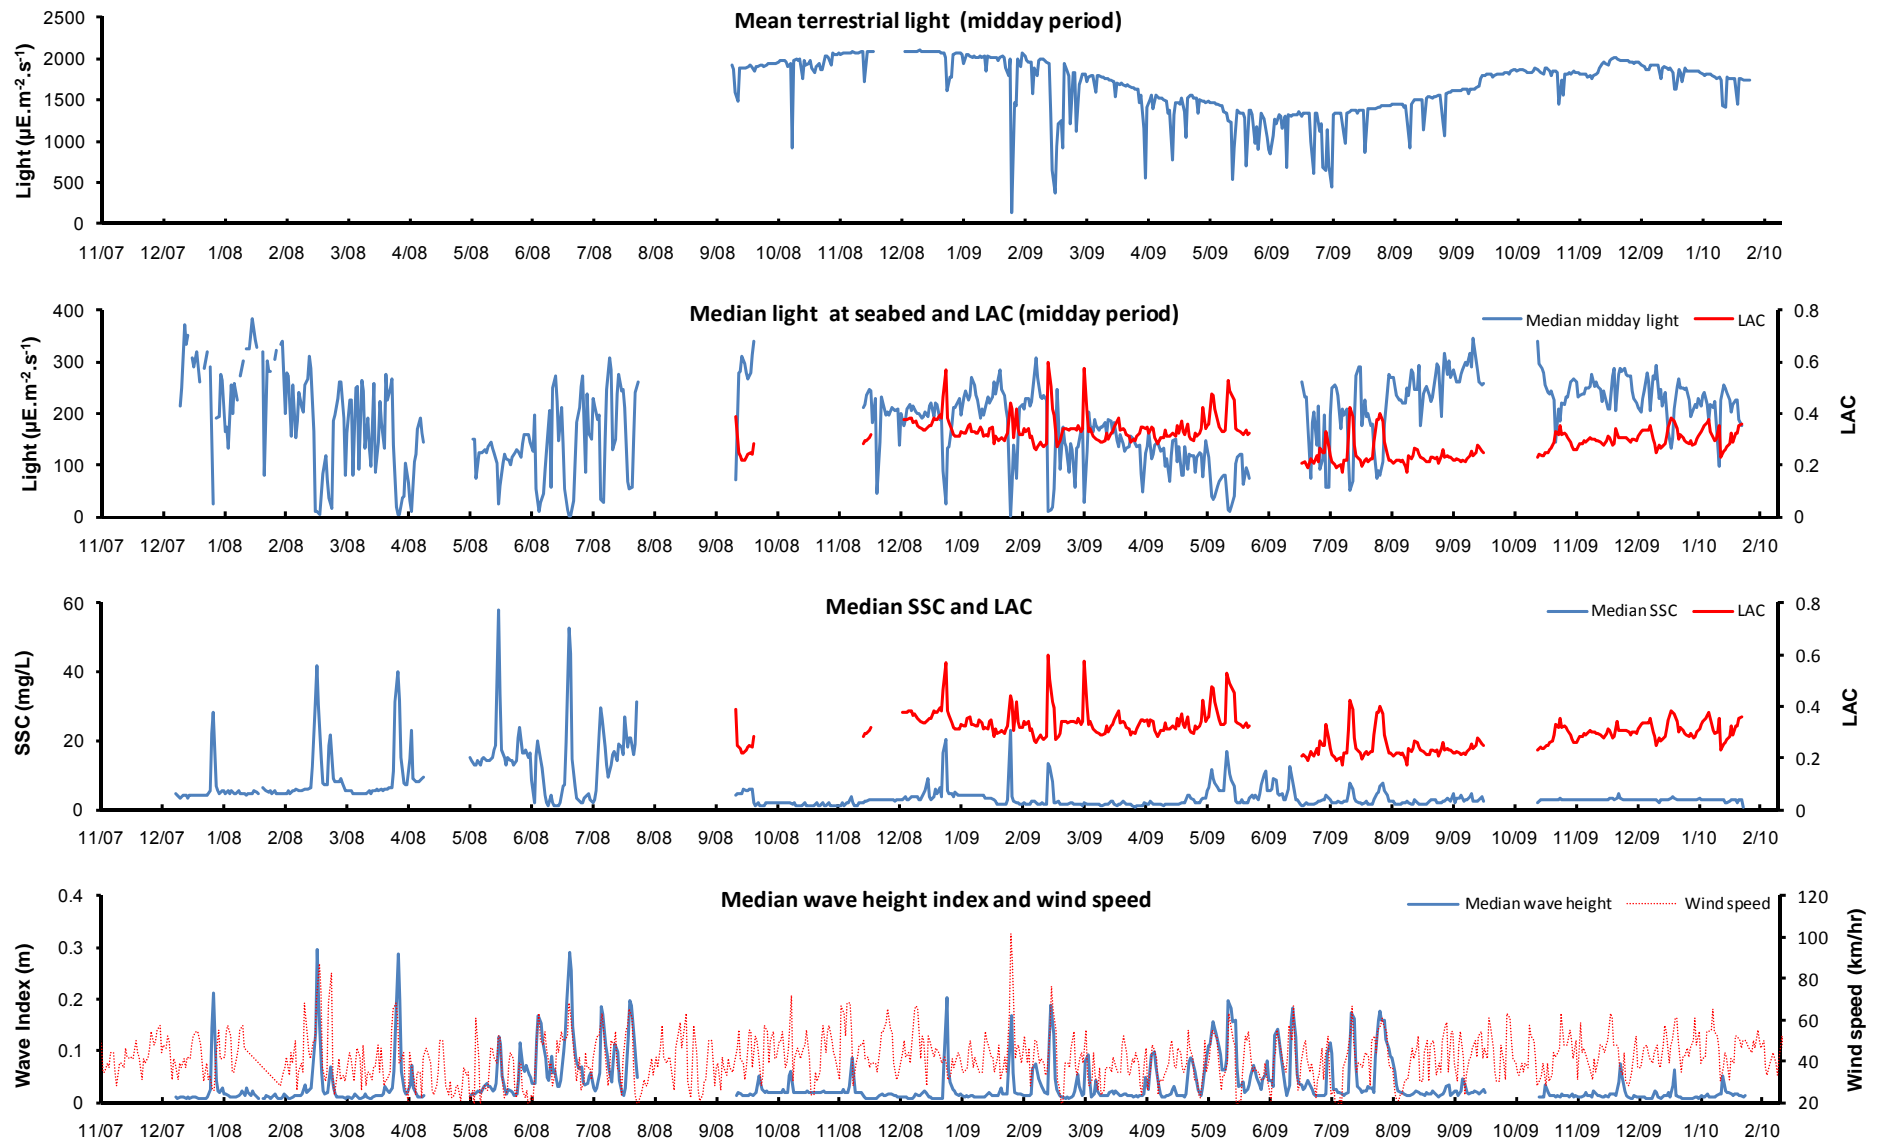 Mean terrestrial light (midday period)
2500
2000
1500
1000
500
0
Light (µE.m-2.s-1)
11/07 12/07 1/08 2/08 3/08 4/08 5/08 6/08 7/08 8/08 9/08 10/08 11/08 12/08 1/09 2/09 3/09 4/09 5/09 6/09 7/09 8/09 9/09 10/09 11/09 12/09 1/10 2/10
Median light at seabed and LAC (midday period)
Median midday light LAC
400
300
200
100
0
Light (µE.m-2.s-1)
0.8
0.6
0.4
0.2
0
LAC
11/07 12/07 1/08 2/08 3/08 4/08 5/08 6/08 7/08 8/08 9/08 10/08 11/08 12/08 1/09 2/09 3/09 4/09 5/09 6/09 7/09 8/09 9/09 10/09 11/09 12/09 1/10 2/10
Median SSC and LAC
Median SSC LAC
60
40
20
0
SSC (mg/L)
0.8
0.6
0.4
0.2
0
LAC
11/07 12/07 1/08 2/08 3/08 4/08 5/08 6/08 7/08 8/08 9/08 10/08 11/08 12/08 1/09 2/09 3/09 4/09 5/09 6/09 7/09 8/09 9/09 10/09 11/09 12/09 1/10 2/10
Median wave height index and wind speed
Median wave height Wind speed
0.4
0.3
0.2
0.1
0
Wave Index (m)
120
100
80
60
40
20
Wind speed (km/hr)
11/07 12/07 1/08 2/08 3/08 4/08 5/08 6/08 7/08 8/08 9/08 10/08 11/08 12/08 1/09 2/09 3/09 4/09 5/09 6/09 7/09 8/09 9/09 10/09 11/09 12/09 1/10 2/10